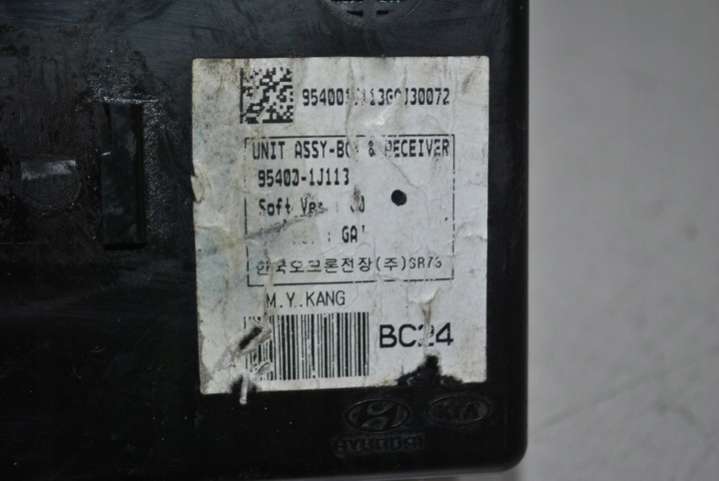 UNIT ASSY-BCM & RECEIVER
95400-1J113
Soft
GA
한국오므론전장(주)SR73
M.Y.KANG
BC24
HYUNDAI
KIA